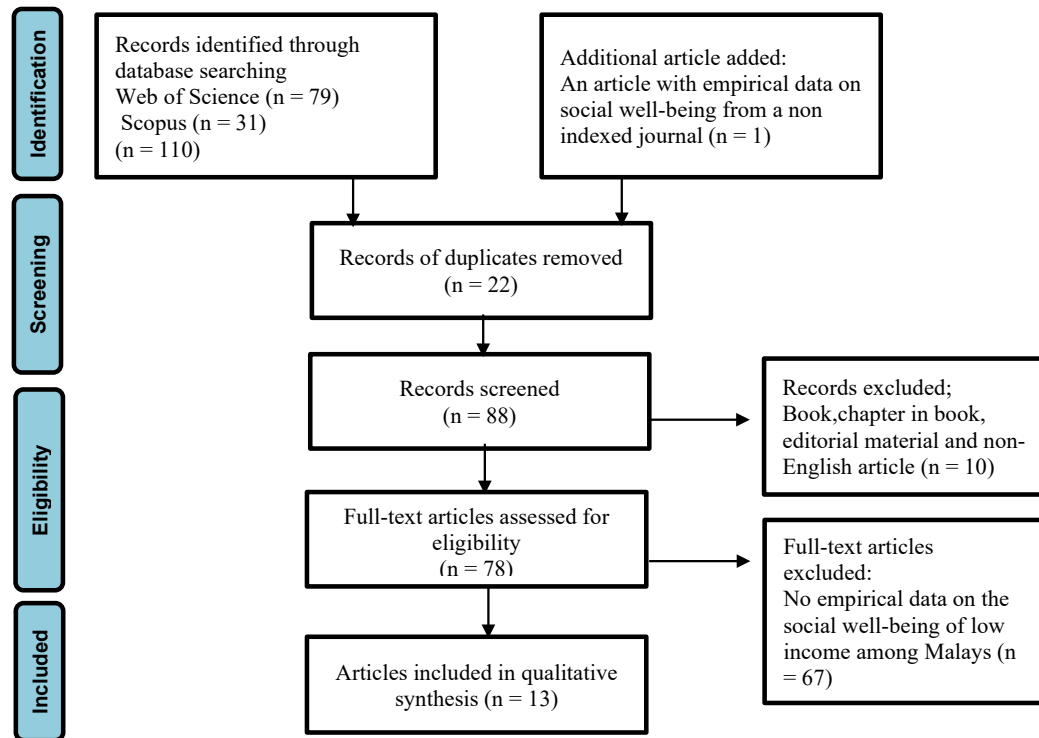 Identification
Records identified through
database searching
Web of Science (n = 79)
Scopus (n = 31)
(n = 110)
Additional article added:
An article with empirical data on
social well-being from a non
indexed journal (n = 1)
Screening
Records of duplicates removed
(n = 22)
Records screened
(n = 88)
Records excluded;
Book,chapter in book,
editorial material and non-
English article (n = 10)
Eligibility
Full-text articles assessed for
eligibility
(n = 78)
Full-text articles
excluded:
No empirical data on the
social well-being of low
income among Malays (n
= 67)
Included
Articles included in qualitative
synthesis (n = 13)